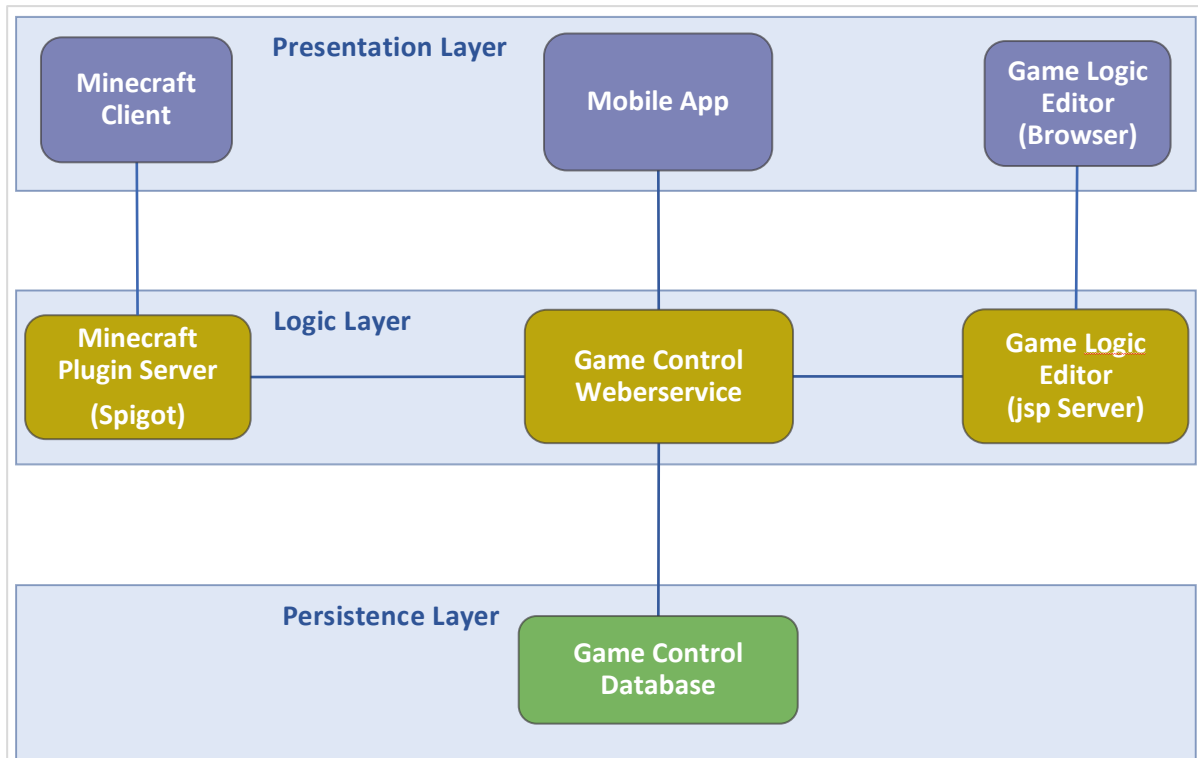 Presentation Layer
Minecraft
Client
Mobile App
Game Logic
Editor
(Browser)
Logic Layer
Minecraft
Plugin Server
(Spigot)
Game Control
Weberservice
Game Logic
Editor
(jsp Server)
Persistence Layer
Game Control
Database